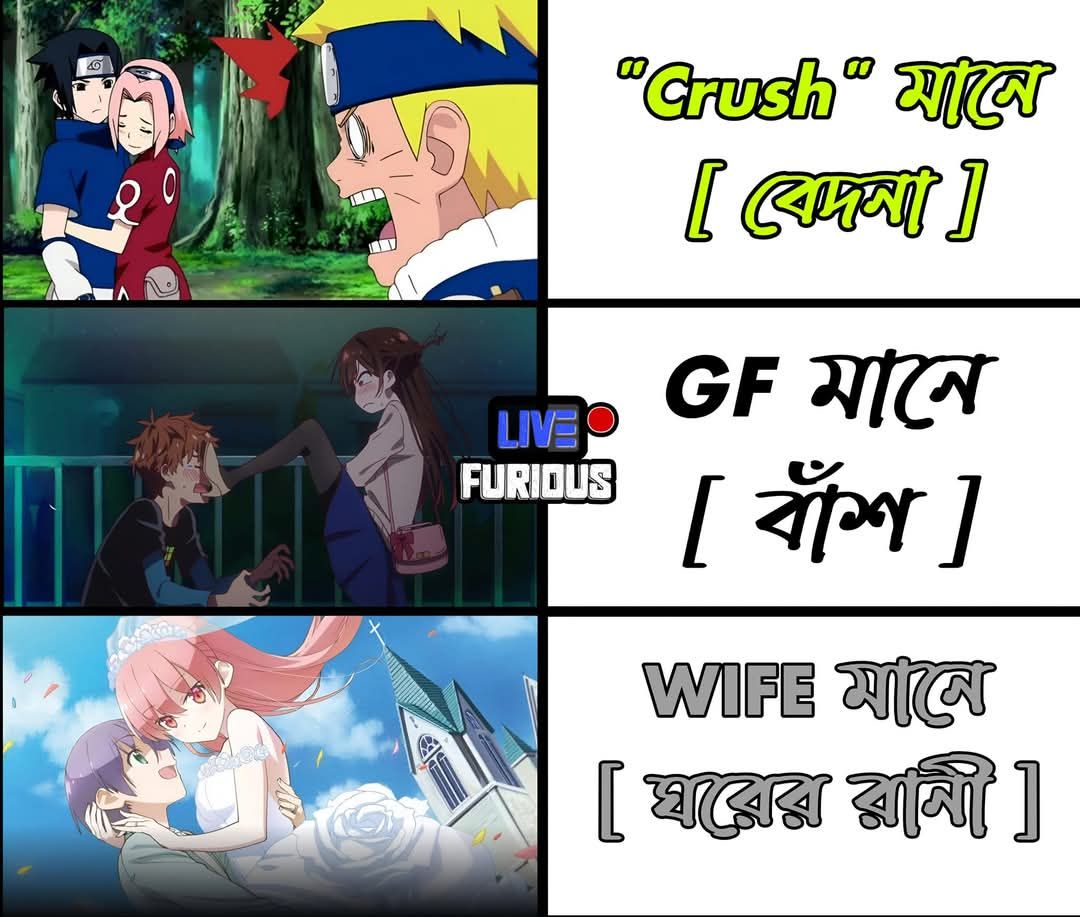 "Crush" মানে
[ বেদনা ]
GF মানে
[ বাঁশ ]
LIVE
FURIOUS
WIFE মানে
[ ঘরের রানী ]